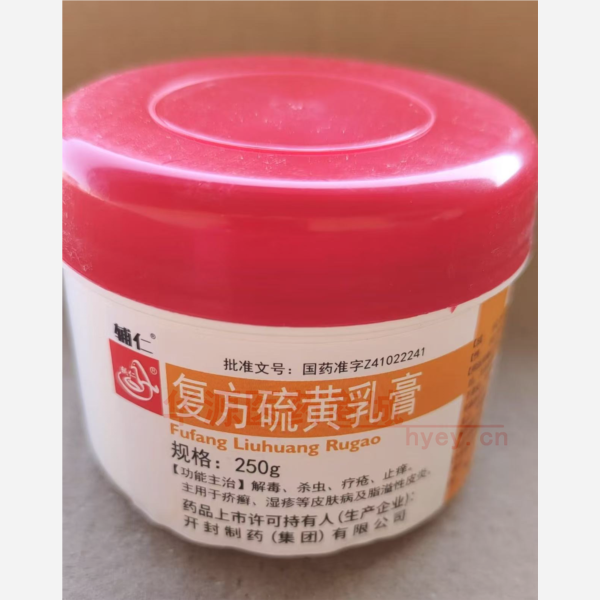 辅仁®
批准文号：国药准字Z41022241
复方硫黄乳膏
Fufang Liuhuang Rugao
hyey.cn
规格：250g
【功能主治】解毒、杀虫、疗疮、止痒、
主用于疥癣、湿疹等皮肤病及脂溢性皮炎。
药品上市许可持有人(生产企业)：
开封制药(集团)有限公司